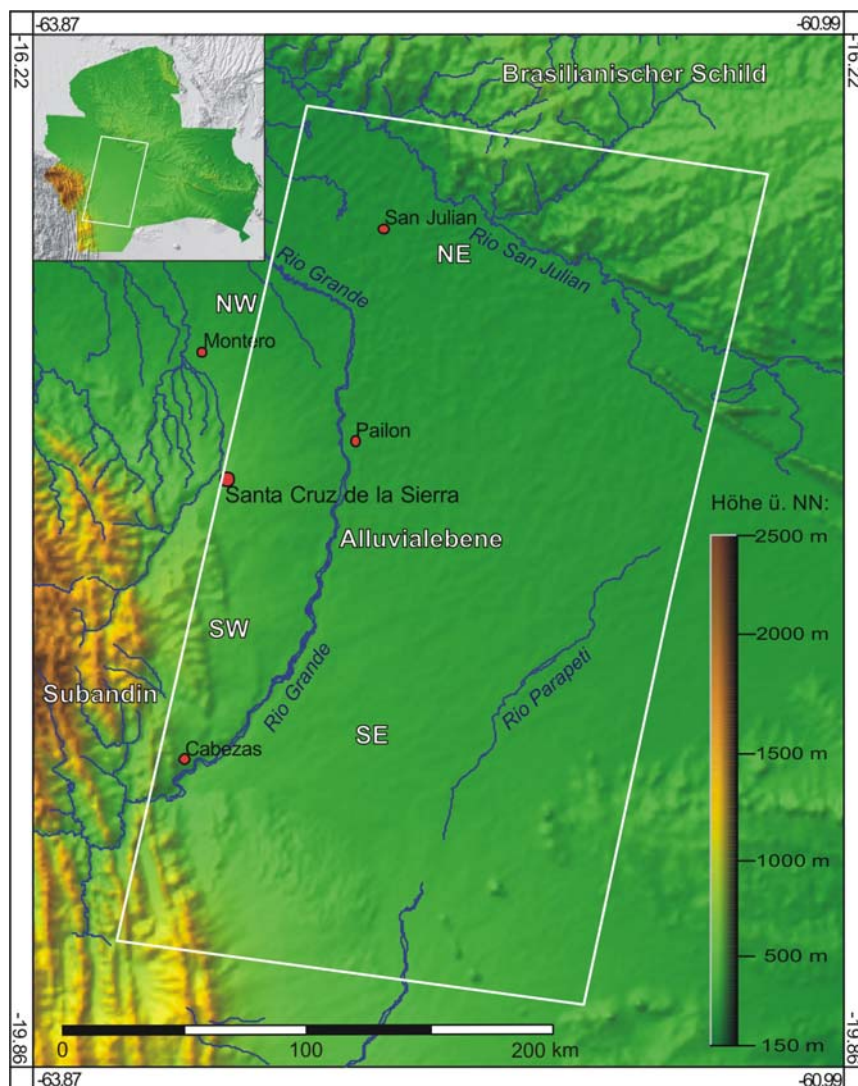 -63.87
-60.99
-16.22
-16.22
Brasilianischer Schild
San Julian
NE
Rio San Julian
Rio Grande
NW
Montero
Pailon
Santa Cruz de la Sierra
Höhe ü. NN:
Alluvialebene
2500 m
SW
2000 m
Subandin
Rio Grande
Rio Parapeti
SE
Cabezas
1500 m
1000 m
500 m
150 m
0
100
200 km
-19.86
-19.86
-63.87
-60.99